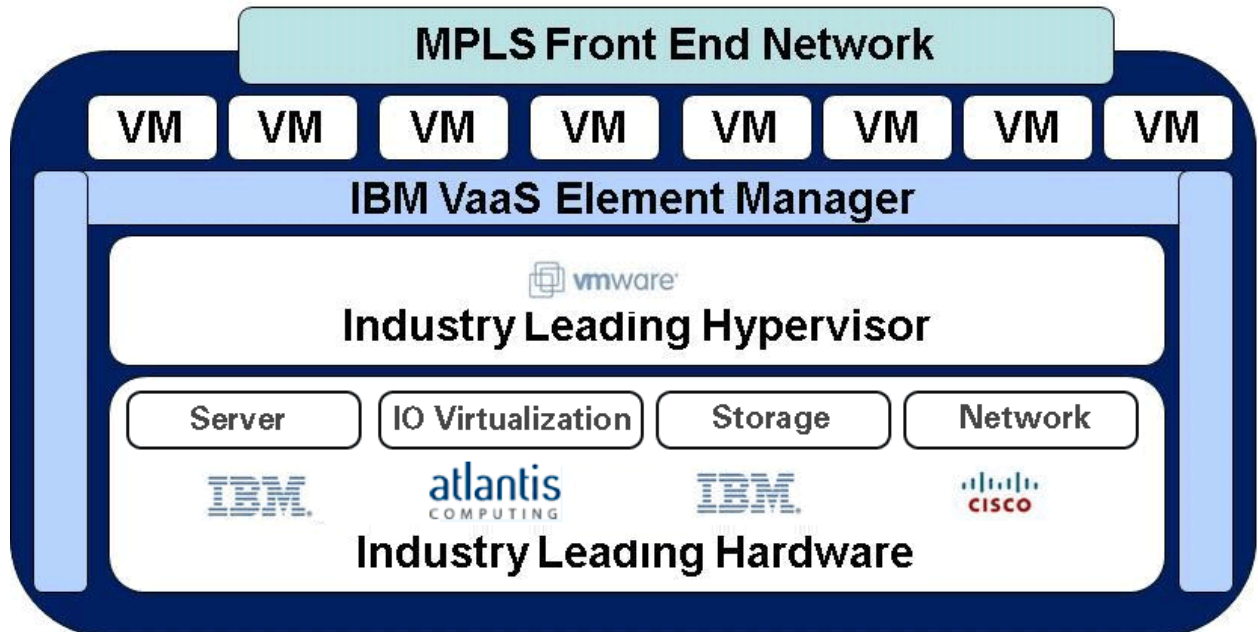 MPLS Front End Network
VM VM VM VM VM VM VM VM
IBM VaaS Element Manager
vmware
Industry Leading Hypervisor
Server IO Virtualization Storage Network
IBM. atlantis IBM. CISCO
COMPUTING
Industry Leading Hardware